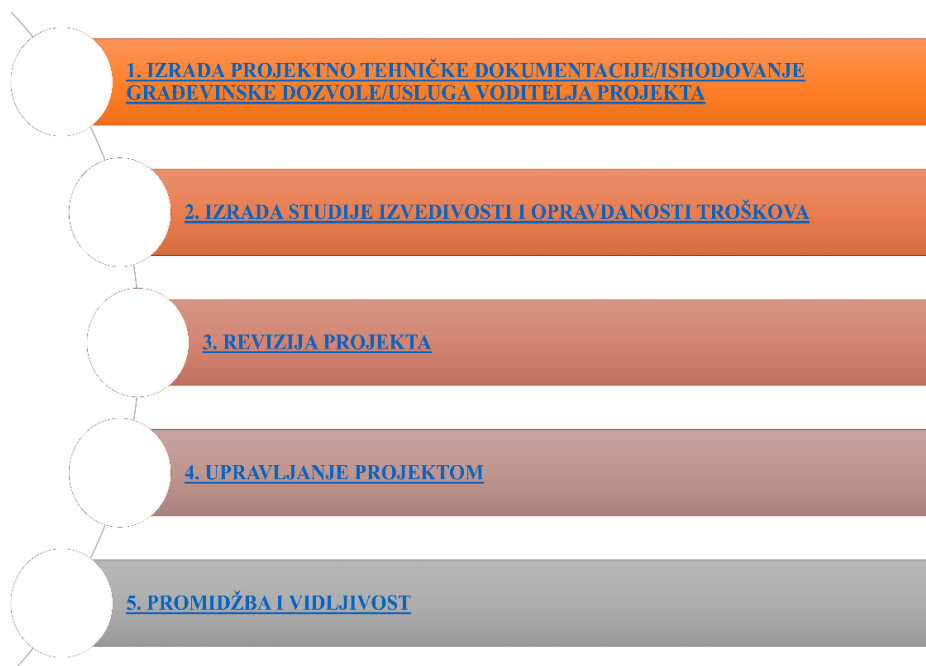 1. IZRADA PROJEKTNO TEHNIČKE DOKUMENTACIJE/ISHODOVANJE
GRAĐEVINSKE DOZVOLE/USLUGA VODITELJA PROJEKTA
2. IZRADA STUDIJE IZVEDIVOSTI I OPRAVDANOSTI TROŠKOVA
3. REVIZIJA PROJEKTA
4. UPRAVLJANJE PROJEKTOM
5. PROMIDŽBA I VIDLJIVOST